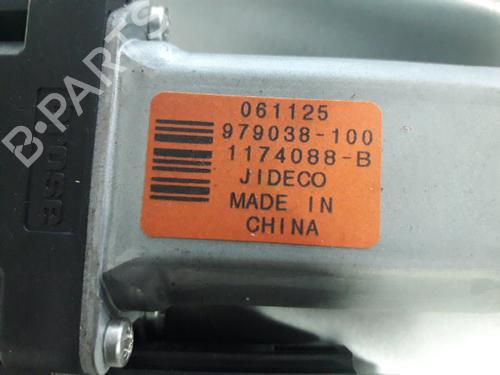 061125
979038-100
1174088-B
JIDECO
MADE IN
CHINA
B-PARTS